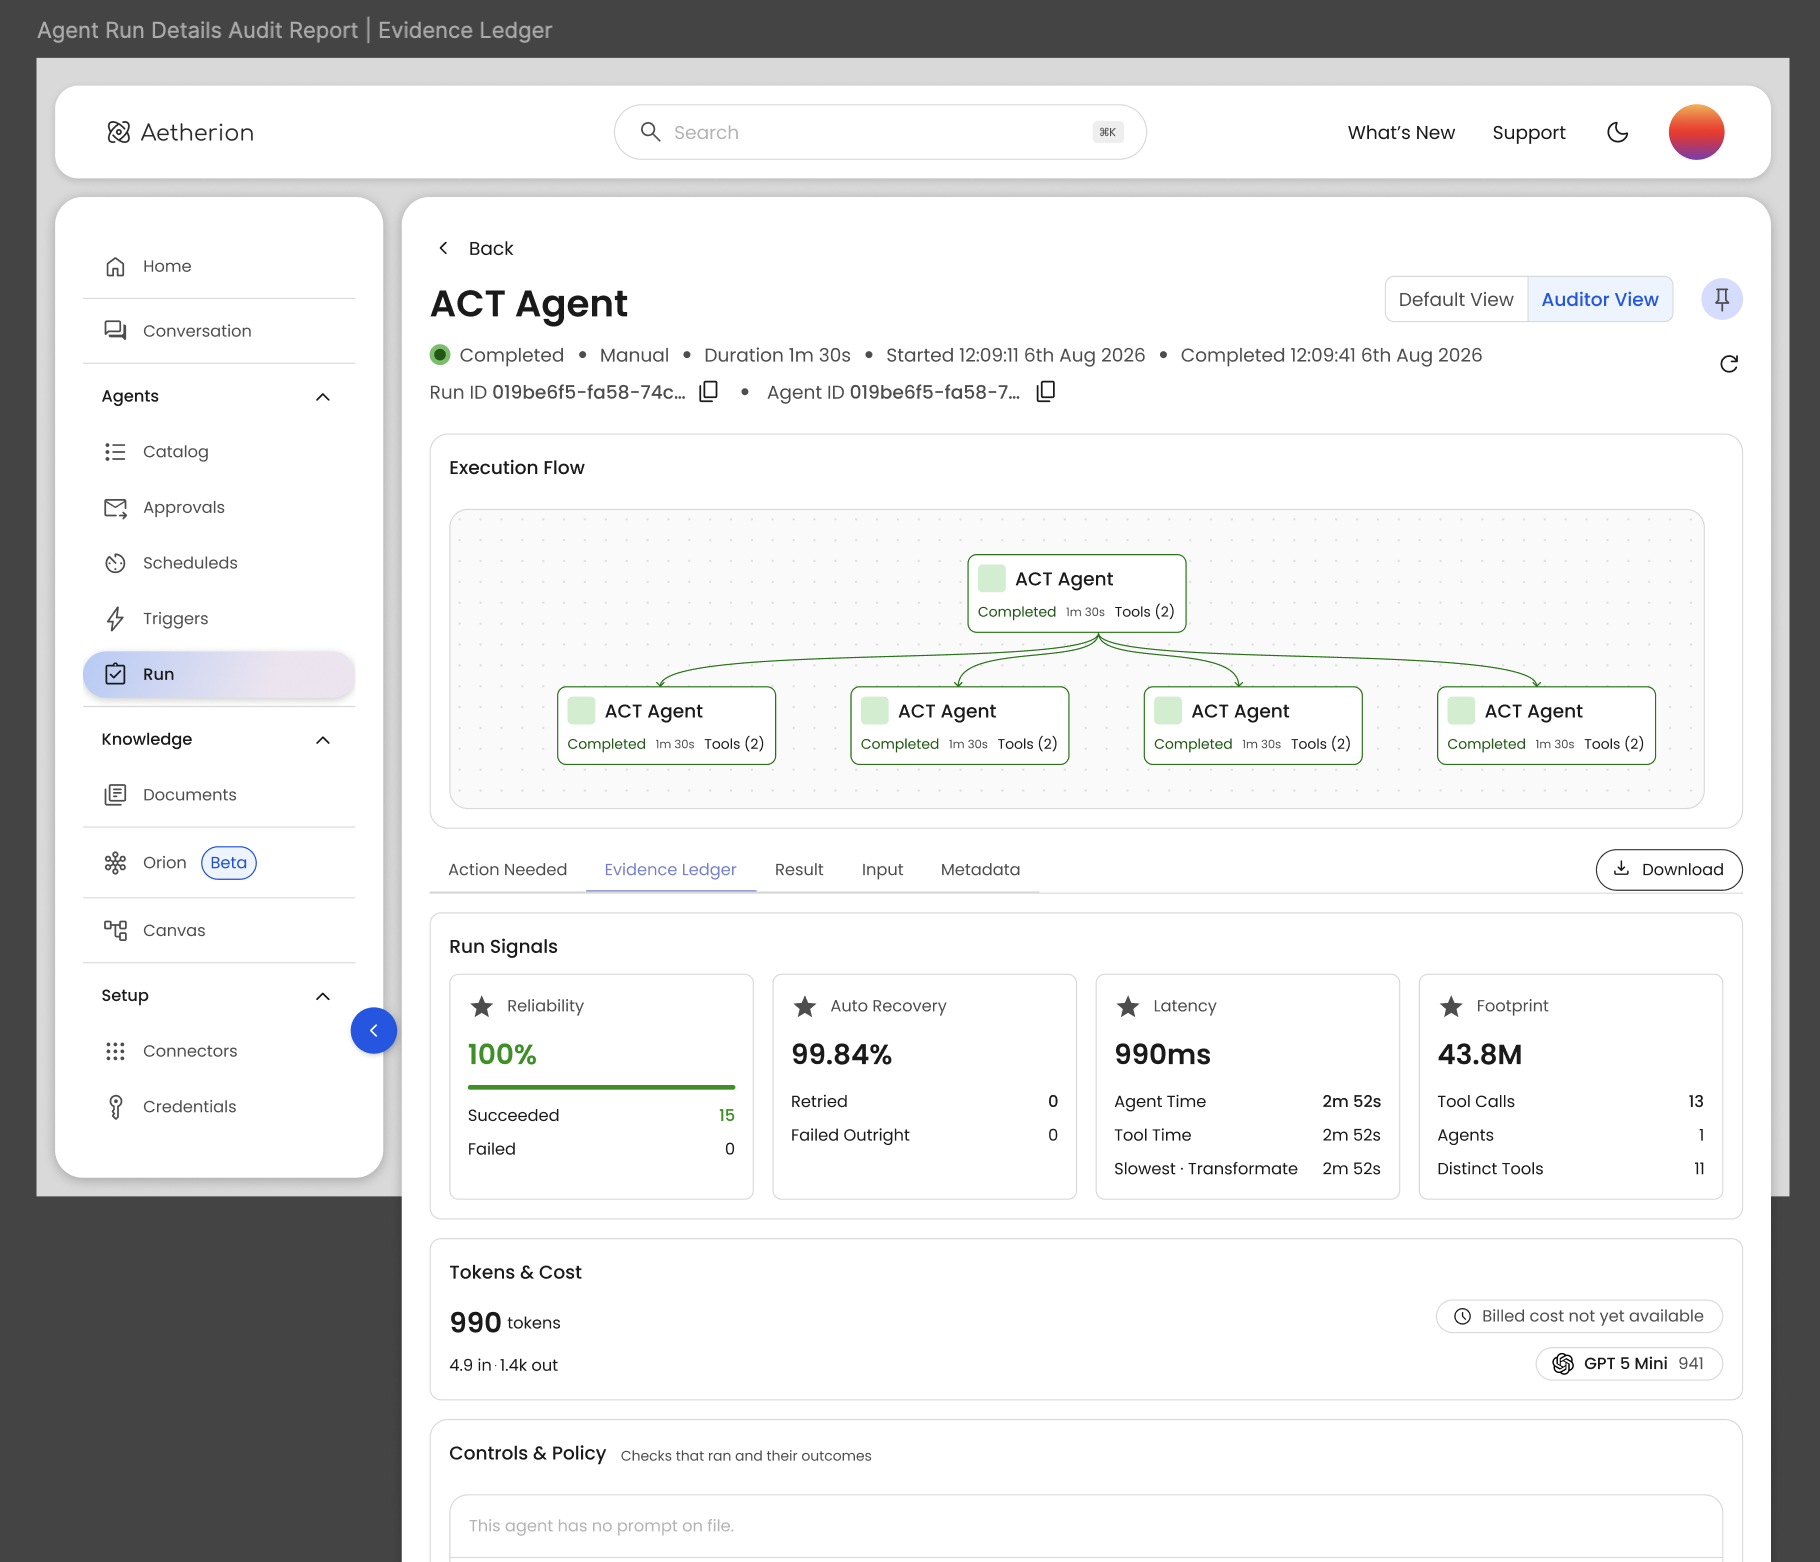 Agent Run Details Audit Report | Evidence Ledger
Aetherion
Search
⌘K
What's New
Support
Home
Conversation
Agents
Catalog
Approvals
Scheduleds
Triggers
Run
Knowledge
Documents
Orion
Beta
Canvas
Setup
Connectors
Credentials
Back
ACT Agent
Default View
Auditor View
Completed • Manual • Duration 1m 30s • Started 12:09:11 6th Aug 2026 • Completed 12:09:41 6th Aug 2026
Run ID 019be6f5-fa58-74c... • Agent ID 019be6f5-fa58-7...
Execution Flow
ACT Agent
Completed 1m 30s Tools (2)
ACT Agent
Completed 1m 30s Tools (2)
ACT Agent
Completed 1m 30s Tools (2)
ACT Agent
Completed 1m 30s Tools (2)
ACT Agent
Completed 1m 30s Tools (2)
Action Needed
Evidence Ledger
Result
Input
Metadata
Download
Run Signals
Reliability
100%
Succeeded 15
Failed 0
Auto Recovery
99.84%
Retried 0
Failed Outright 0
Latency
990ms
Agent Time 2m 52s
Tool Time 2m 52s
Slowest · Transformate 2m 52s
Footprint
43.8M
Tool Calls 13
Agents 1
Distinct Tools 11
Tokens & Cost
990 tokens
4.9 in · 1.4k out
Billed cost not yet available
GPT 5 Mini 941
Controls & Policy Checks that ran and their outcomes
This agent has no prompt on file.